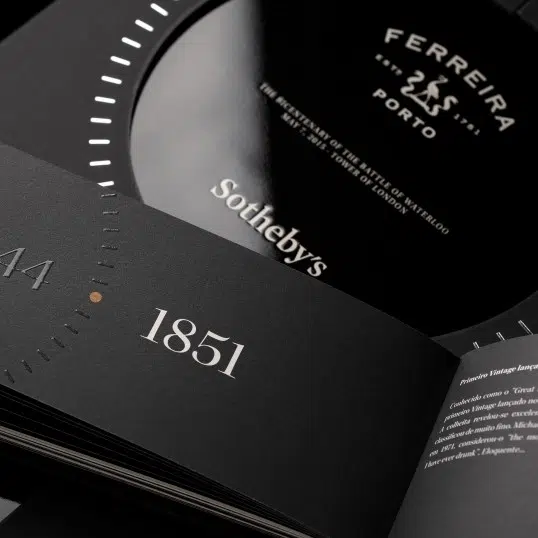 FERREIRA
ESTD 1751
PORTO
THE BICENTENARY OF THE BATTLE OF WATERLOO
MAY 7, 2015 - TOWER OF LONDON
Sotheby's
44
1851
Primeiro Vintage lança
Conhecido como o "Great
primeiro Vintage lançado no
A colheita revelou-se excelen
classificou de muito fino. Micha
em 1971, considerou-o "the m
I have ever drunk". Eloquente...